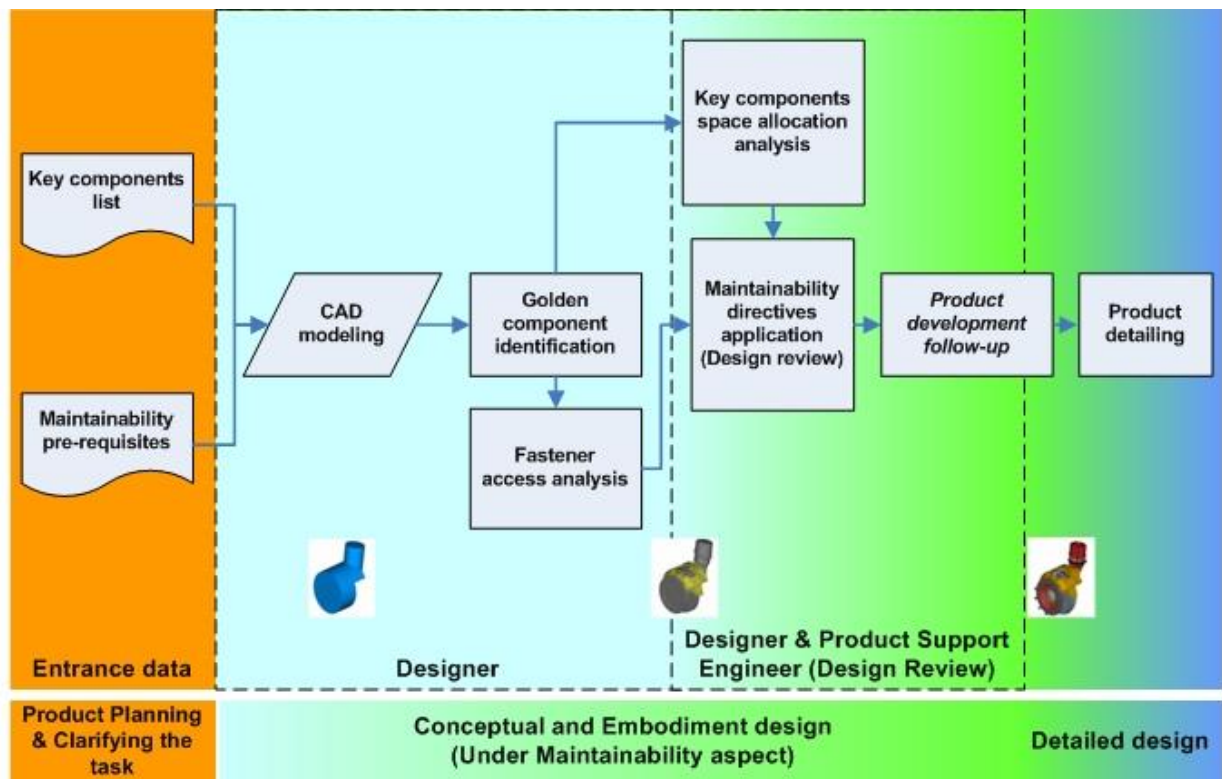 Key components
list
Maintainability
pre-requisites
CAD
modeling
Golden
component
identification
Fastener
access analysis
Key components
space allocation
analysis
Maintainability
directives
application
(Design review)
Product
development
follow-up
Product
detailing
Entrance data
Designer
Designer & Product Support
Engineer (Design Review)
Product Planning
& Clarifying the
task
Conceptual and Embodiment design
(Under Maintainability aspect)
Detailed design